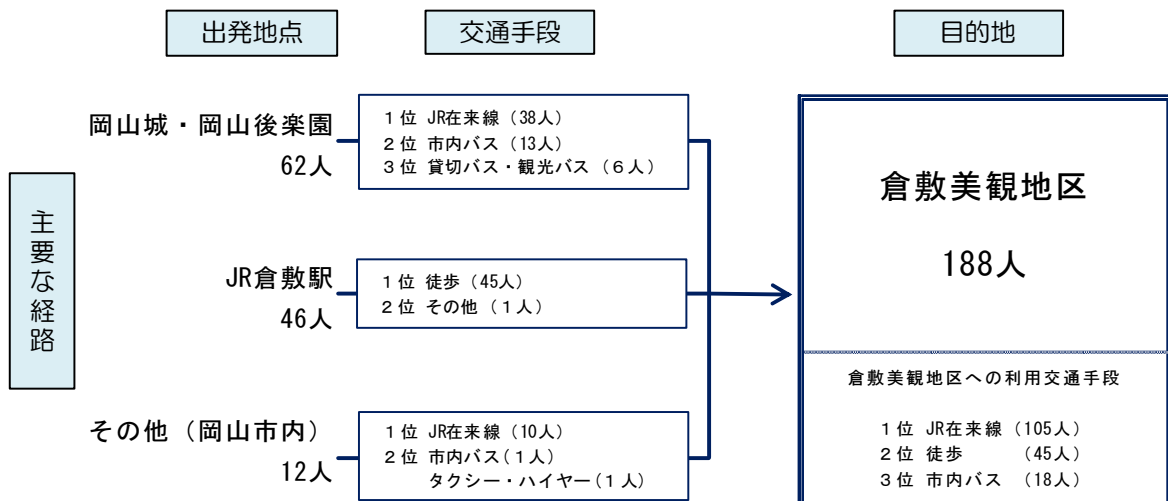 出発地点
交通手段
目的地
主要な経路
岡山城・岡山後楽園
62人
1位 JR在来線（38人）
2位 市内バス（13人）
3位 貸切バス・観光バス（6人）
JR倉敷駅
46人
1位 徒歩（45人）
2位 その他（1人）
その他（岡山市内）
12人
1位 JR在来線（10人）
2位 市内バス（1人）
タクシー・ハイヤー（1人）
倉敷美観地区
188人
倉敷美観地区への利用交通手段
1位 JR在来線（105人）
2位 徒歩 （45人）
3位 市内バス （18人）